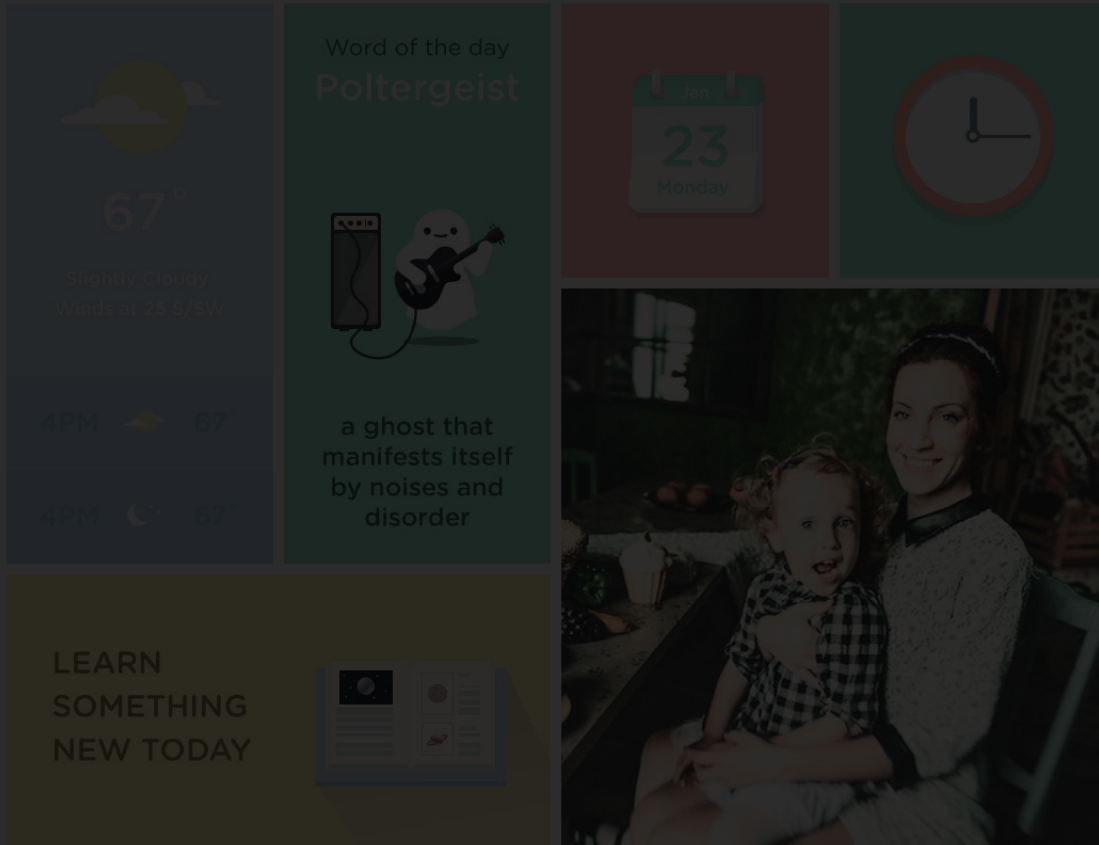 67°
Slightly Cloudy
Winds at 25 S/SW
4PM 67°
4PM 67°
Word of the day
Poltergeist
a ghost that
manifests itself
by noises and
disorder
Jan
23
Monday
LEARN
SOMETHING
NEW TODAY